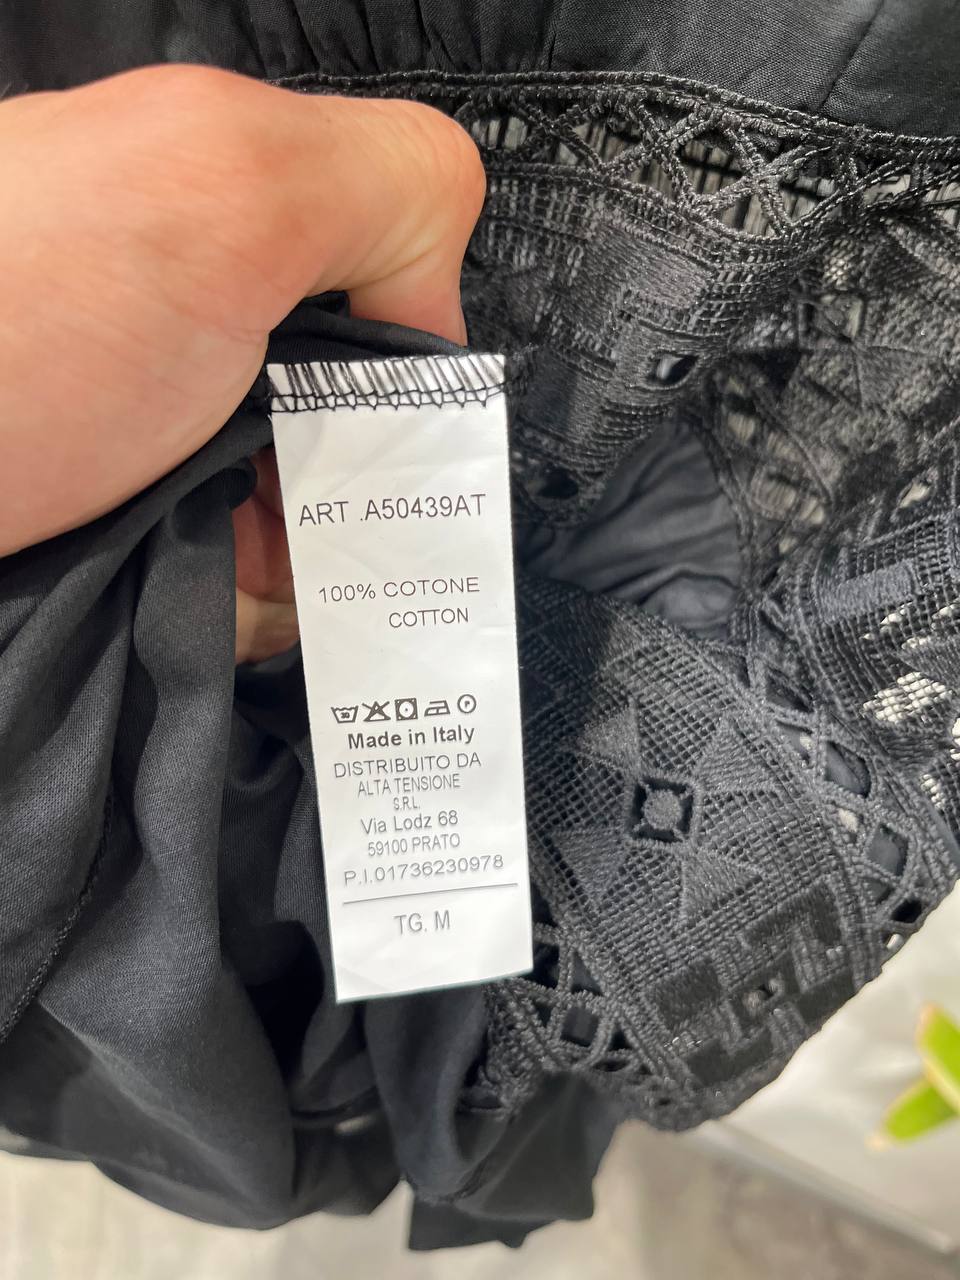 ART .A50439AT
100% COTONE
COTTON
30
P
Made in Italy
DISTRIBUITO DA
ALTA TENSIONE
S.R.L.
Via Lodz 68
59100 PRATO
P.I.01736230978
TG. M